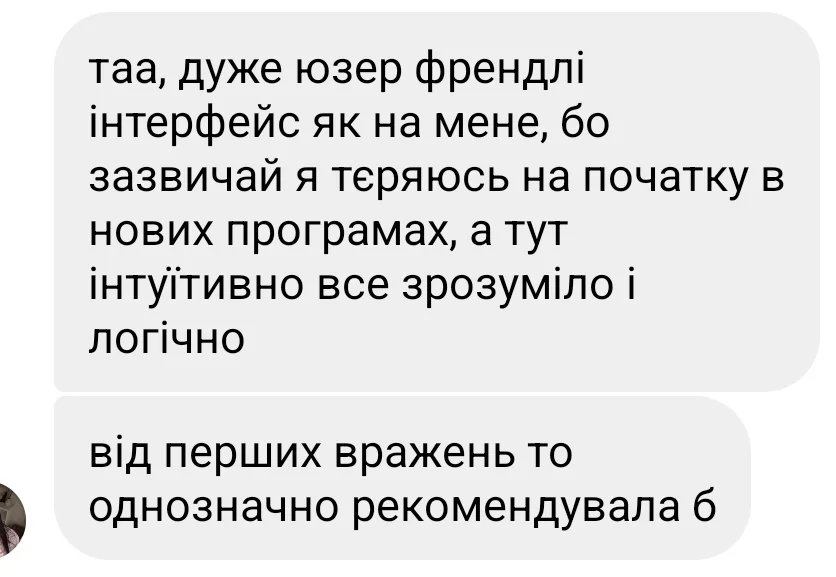 таа, дуже юзер френдлі
інтерфейс як на мене, бо
зазвичай я тєряюсь на початку в
нових програмах, а тут
інтуїтивно все зрозуміло і
логічно
від перших вражень то
однозначно рекомендувала б